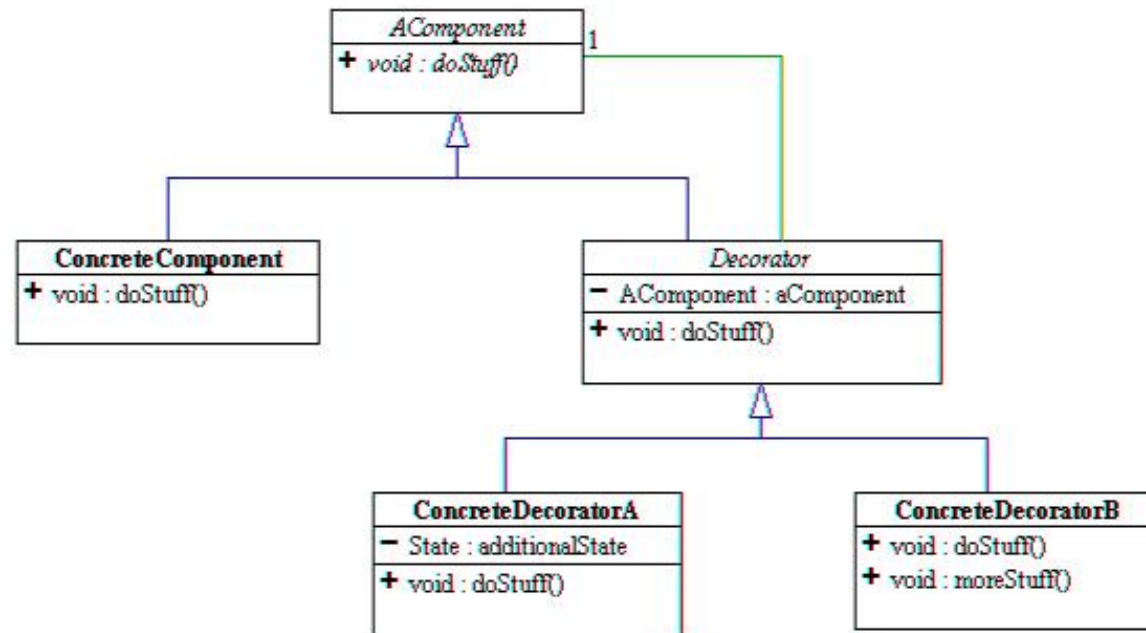 AComponent
+ void : doStuff()
1
ConcreteComponent
+ void : doStuff()
Decorator
- AComponent : aComponent
+ void : doStuff()
ConcreteDecoratorA
- State : additionalState
+ void : doStuff()
ConcreteDecoratorB
+ void : doStuff()
+ void : moreStuff()